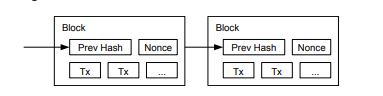 Block Block
Prev Hash Nonce Prev Hash Nonce
Tx Tx ... Tx Tx ...